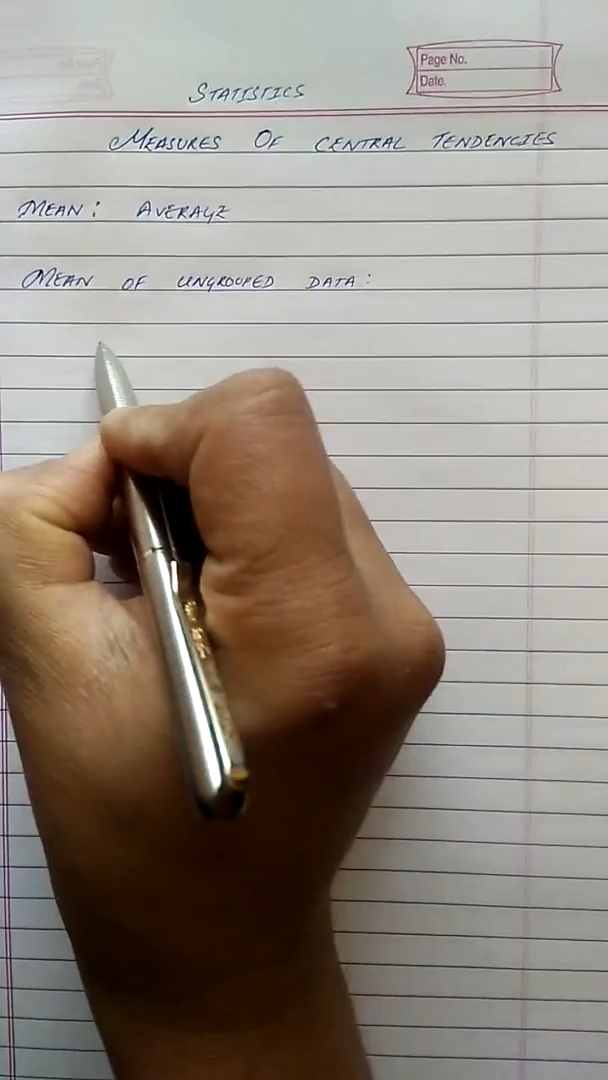 Page No.
Date.
STATISTICS
MEASURES OF CENTRAL TENDENCIES
MEAN: AVERAGE
MEAN OF UNGROUPED DATA: